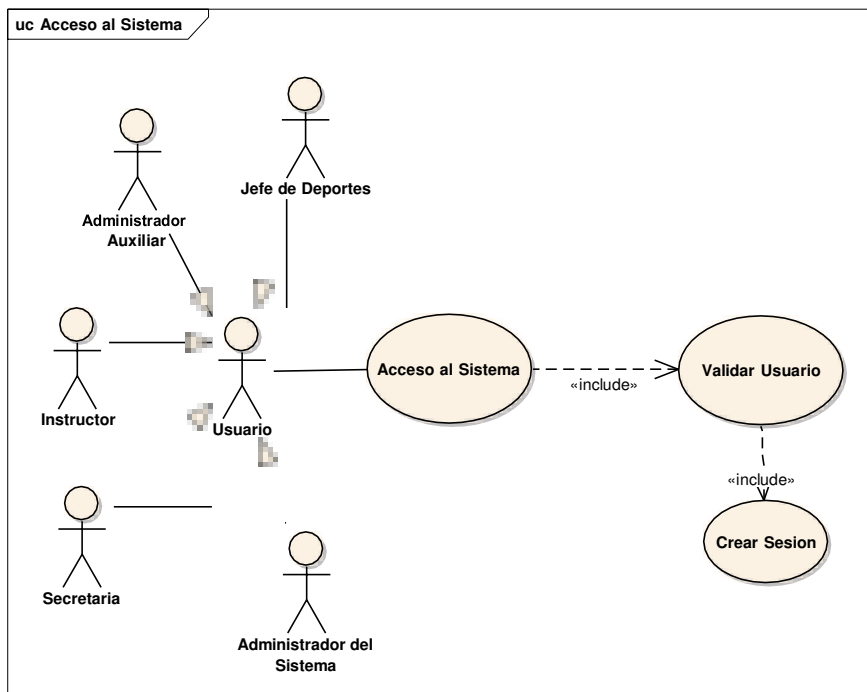 uc Acceso al Sistema
Jefe de Deportes
Administrador
Auxiliar
Instructor
Usuario
Acceso al Sistema
«include»
Validar Usuario
«include»
Crear Sesion
Secretaria
Administrador del
Sistema